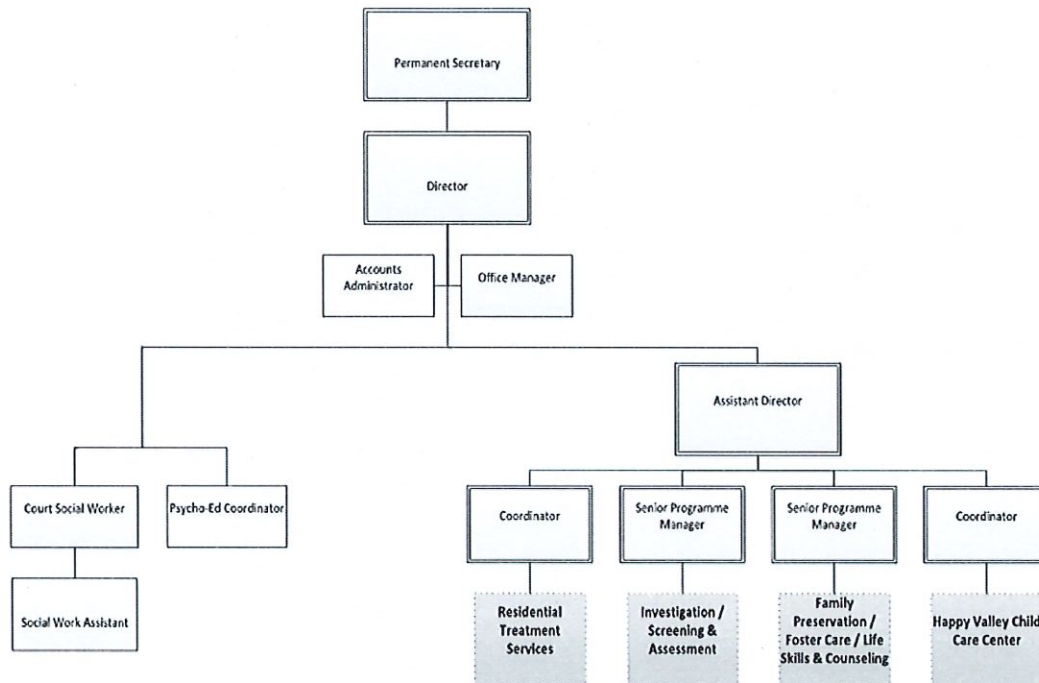 Permanent Secretary
Director
Accounts
Administrator
Office Manager
Assistant Director
Court Social Worker
Psycho-Ed Coordinator
Coordinator
Senior Programme
Manager
Senior Programme
Manager
Coordinator
Social Work Assistant
Residential
Treatment
Services
Investigation /
Screening &
Assessment
Family
Preservation /
Foster Care / Life
Skills & Counseling
Happy Valley Child
Care Center